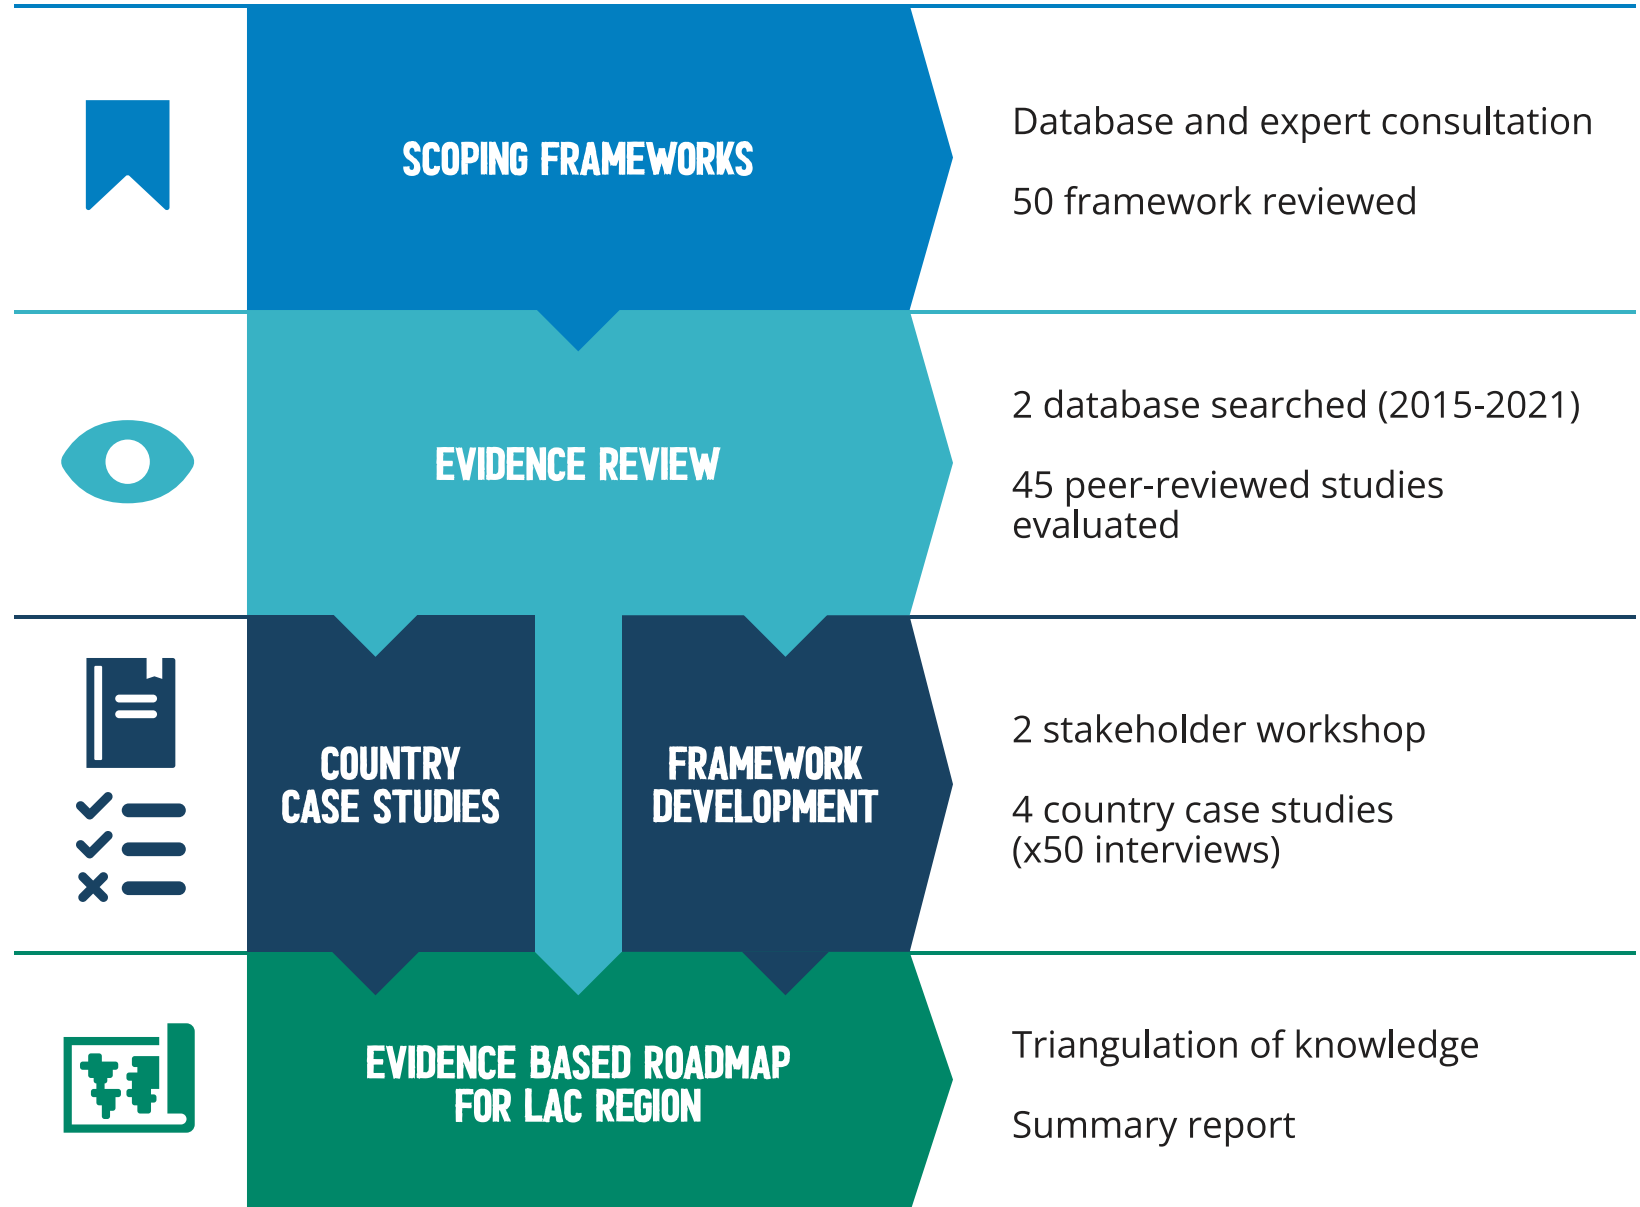 SCOPING FRAMEWORKS
Database and expert consultation
50 framework reviewed
EVIDENCE REVIEW
2 database searched (2015-2021)
45 peer-reviewed studies
evaluated
COUNTRY
CASE STUDIES
FRAMEWORK
DEVELOPMENT
2 stakeholder workshop
4 country case studies
(x50 interviews)
EVIDENCE BASED ROADMAP
FOR LAC REGION
Triangulation of knowledge
Summary report